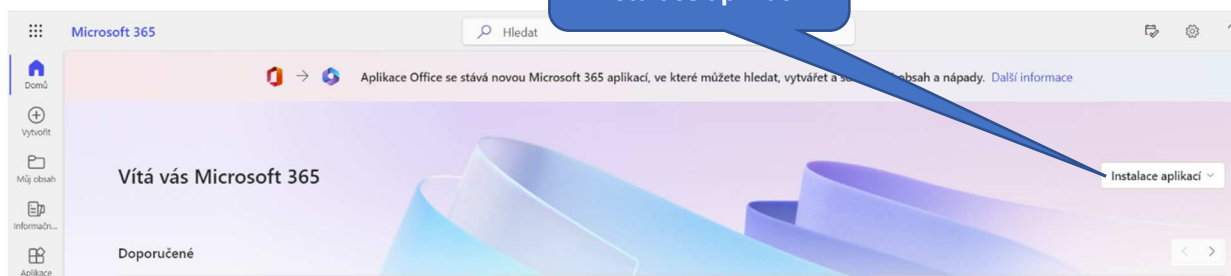 Microsoft 365
Hledat
Domů
Aplikace Office se stává novou Microsoft 365 aplikací, ve které můžete hledat, vytvářet a obsah a nápady. Další informace
Vytvořit
Můj obsah
Vítá vás Microsoft 365
Instalace aplikací
Informačn...
Doporučené
Aplikace